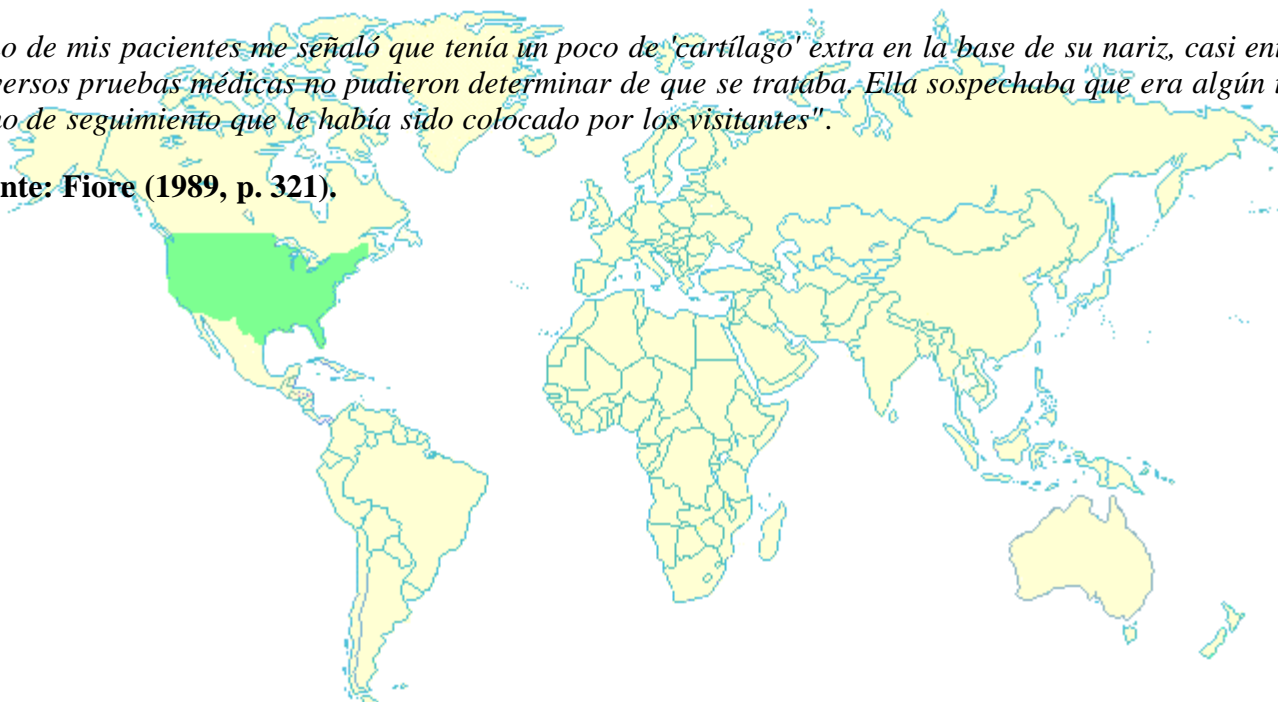 o de mis pacientes me señaló que tenía un poco de 'cartílago' extra en la base de su nariz, casi en
versos pruebas médicas no pudieron determinar de que se trataba. Ella sospechaba que era algún
o de seguimiento que le había sido colocado por los visitantes".
nte: Fiore (1989, p. 321).